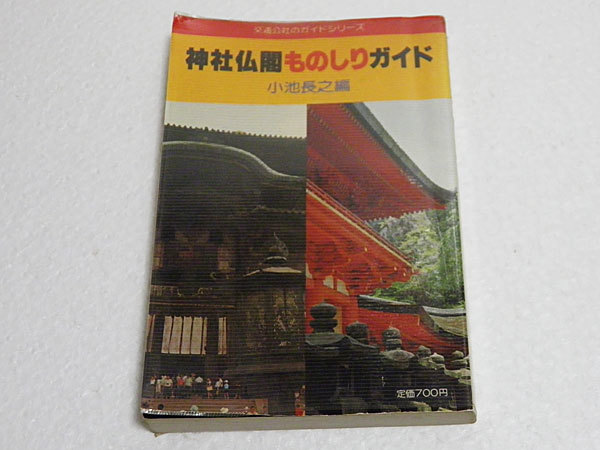 交通公社のガイドシリーズ
神社仏閣ものしりガイド
小池長之編
定価700円